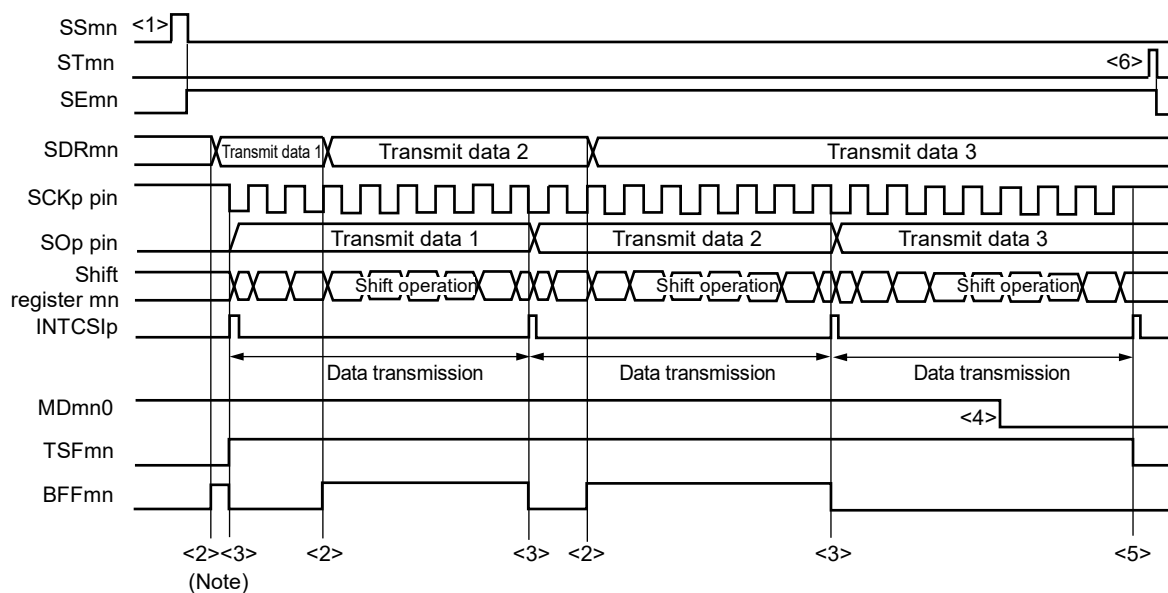 SSmn <1>
STmn <6>
SEmn
SDRmn Transmit data 1 Transmit data 2 Transmit data 3
SCKp pin
SOp pin Transmit data 1 Transmit data 2 Transmit data 3
Shift
register mn Shift operation Shift operation Shift operation
INTCSIp
Data transmission Data transmission Data transmission
MDmn0 <4>
TSFmn
BFFmn
<2><3> <2> <3> <2> <3> <5>
(Note)